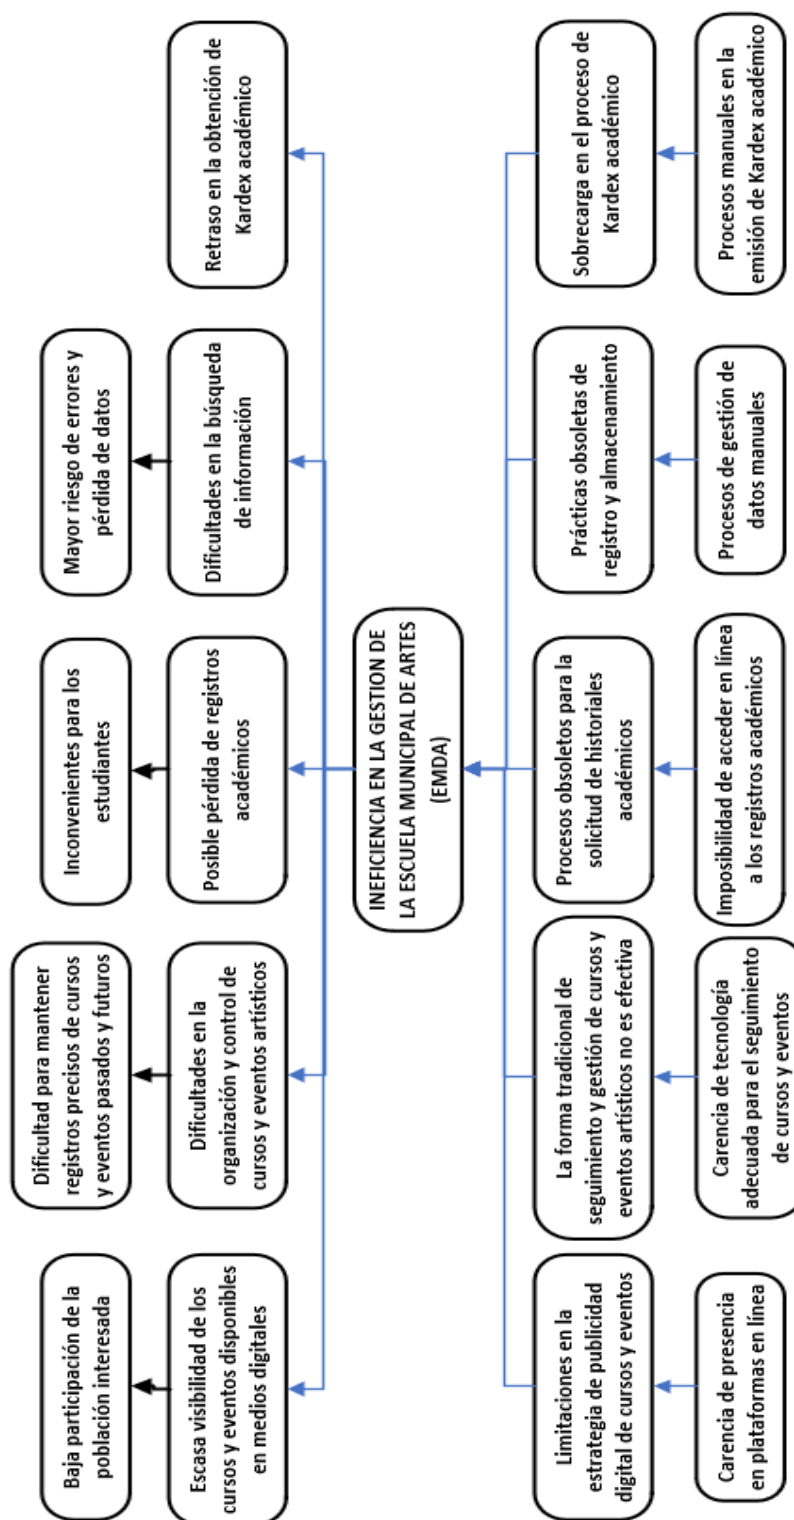 Baja participación de la
población interesada
Dificultad para mantener
registros precisos de cursos
y eventos pasados y futuros
Inconvenientes para los
estudiantes
Mayor riesgo de errores y
pérdida de datos
Escasa visibilidad de los
cursos y eventos disponibles
en medios digitales
Dificultades en la
organización y control de
cursos y eventos artísticos
Posible pérdida de registros
académicos
Dificultades en la búsqueda
de información
Retraso en la obtención de
Kardex académico
INEFICIENCIA EN LA GESTION DE
LA ESCUELA MUNICIPAL DE ARTES
(EMDA)
Limitaciones en la
estrategia de publicidad
digital de cursos y eventos
La forma tradicional de
seguimiento y gestión de cursos y
eventos artísticos no es efectiva
Procesos obsoletos para la
solicitud de historiales
académicos
Prácticas obsoletas de
registro y almacenamiento
Sobrecarga en el proceso de
Kardex académico
Carencia de presencia
en plataformas en línea
Carencia de tecnología
adecuada para el seguimiento
de cursos y eventos
Imposibilidad de acceder en línea
a los registros académicos
Procesos de gestión de
datos manuales
Procesos manuales en la
emisión de Kardex académico